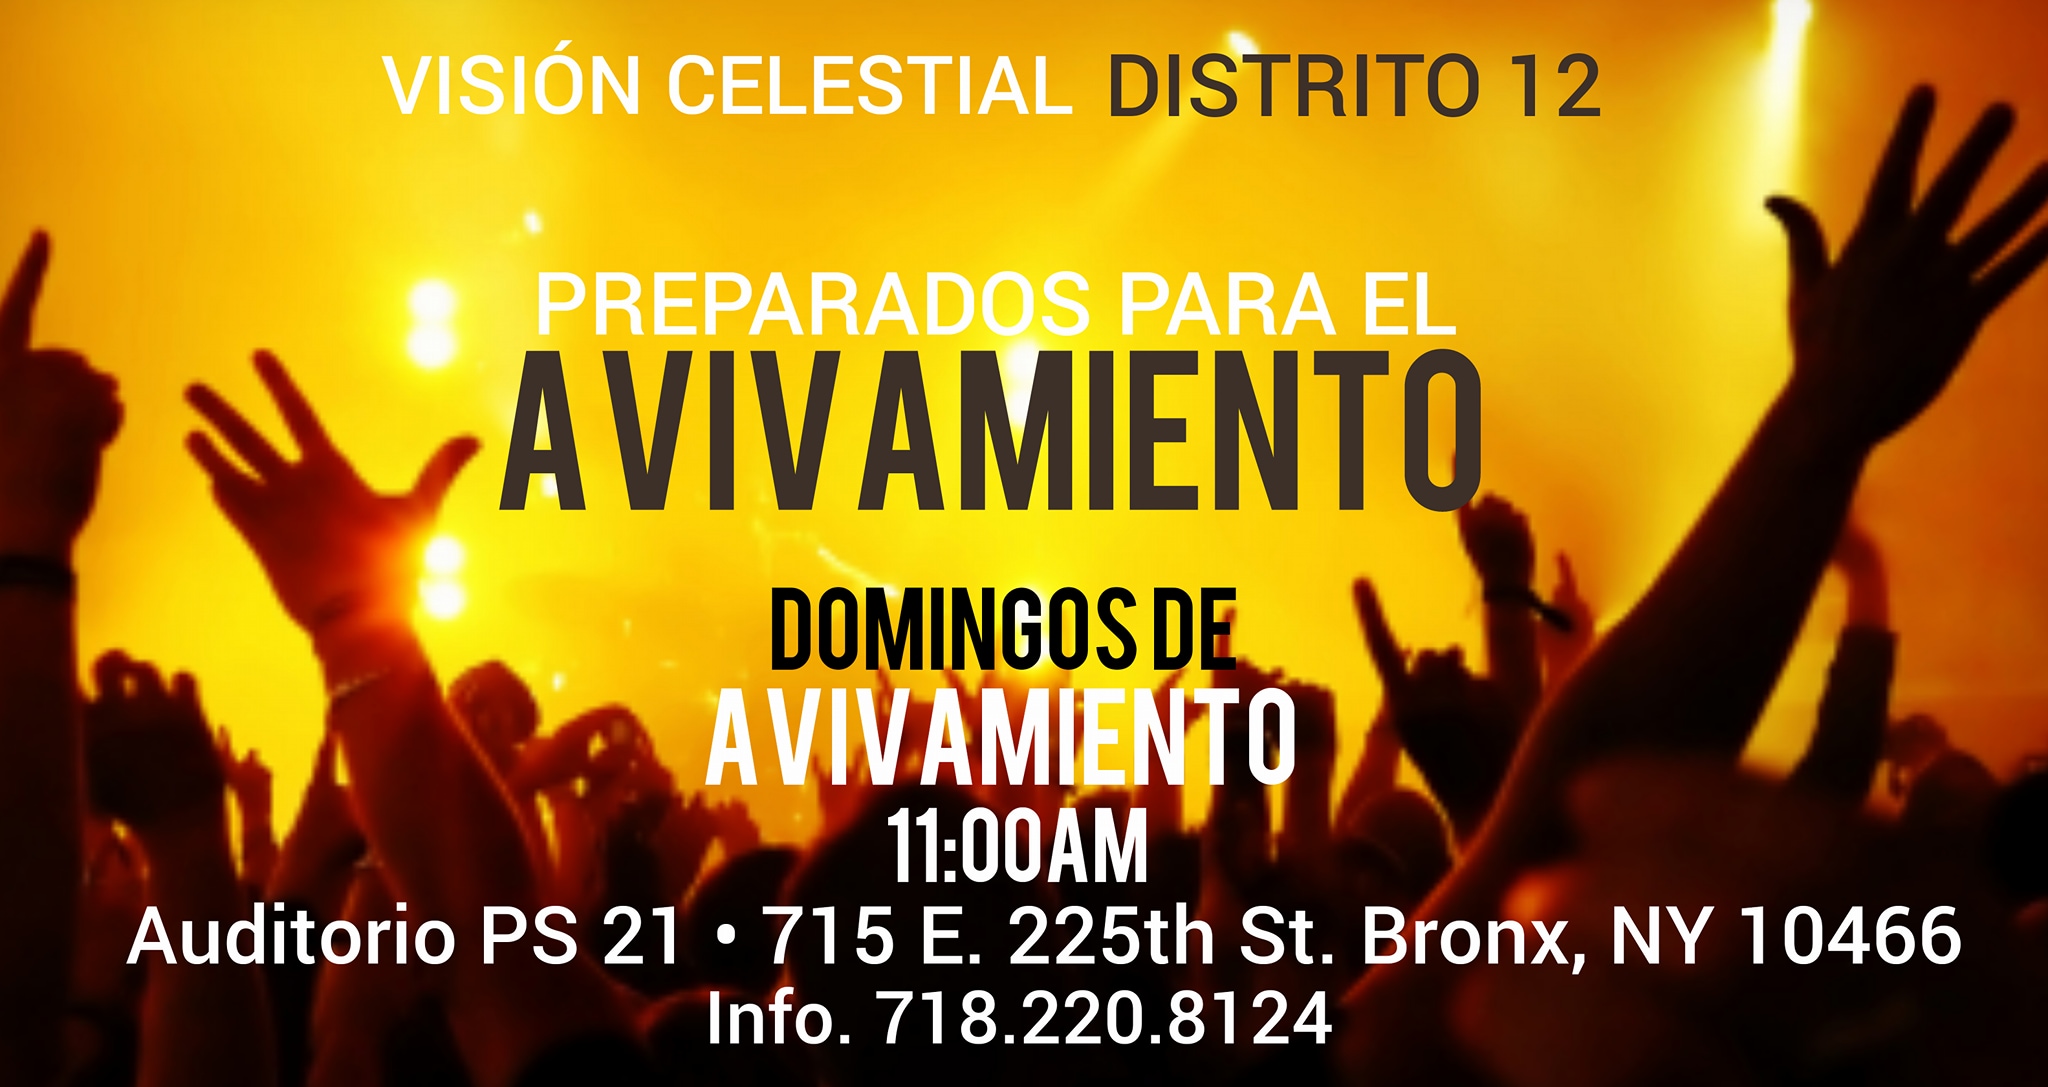 VISIÓN CELESTIAL DISTRITO 12
PREPARADOS PARA EL
AVIVAMIENTO
DOMINGOS DE
AVIVAMIENTO
11:00AM
Auditorio PS 21 • 715 E. 225th St. Bronx, NY 10466
Info. 718.220.8124